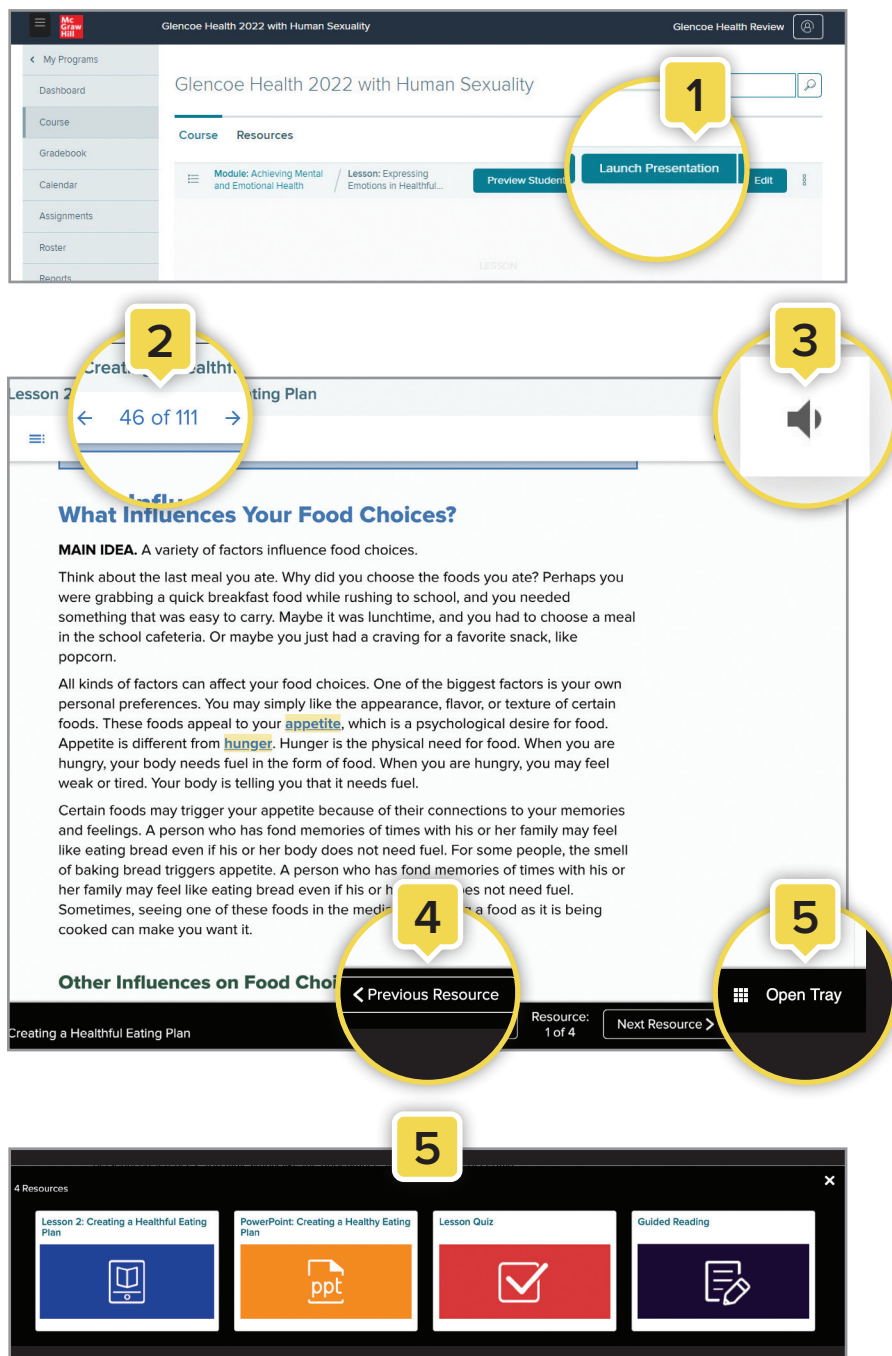 Mc
Graw
Hill
Glencoe Health 2022 with Human Sexuality
Glencoe Health Review
My Programs
Dashboard
Course
Gradebook
Calendar
Assignments
Roster
Reports
Glencoe Health 2022 with Human Sexuality
1
Course Resources
Module: Achieving Mental
and Emotional Health
Lesson: Expressing
Emotions in Healthful...
Preview Student
Launch Presentation
Edit
LESSON
2
3
Lesson 2
ting Plan
46 of 111
What Influences Your Food Choices?
MAIN IDEA. A variety of factors influence food choices.
Think about the last meal you ate. Why did you choose the foods you ate? Perhaps you
were grabbing a quick breakfast food while rushing to school, and you needed
something that was easy to carry. Maybe it was lunchtime, and you had to choose a meal
in the school cafeteria. Or maybe you just had a craving for a favorite snack, like
popcorn.
All kinds of factors can affect your food choices. One of the biggest factors is your own
personal preferences. You may simply like the appearance, flavor, or texture of certain
foods. These foods appeal to your appetite, which is a psychological desire for food.
Appetite is different from hunger. Hunger is the physical need for food. When you are
hungry, your body needs fuel in the form of food. When you are hungry, you may feel
weak or tired. Your body is telling you that it needs fuel.
Certain foods may trigger your appetite because of their connections to your memories
and feelings. A person who has fond memories of times with his or her family may feel
like eating bread even if his or her body does not need fuel. For some people, the smell
of baking bread triggers appetite. A person who has fond memories of times with his or
her family may feel like eating bread even if his or h es not need fuel.
Sometimes, seeing one of these foods in the medi a food as it is being
cooked can make you want it.
4
5
Other Influences on Food Choi
Previous Resource
Open Tray
Creating a Healthful Eating Plan
Resource:
1 of 4
Next Resource
5
4 Resources
Lesson 2: Creating a Healthful Eating
Plan
PowerPoint: Creating a Healthy Eating
Plan
Lesson Quiz
Guided Reading
ppt